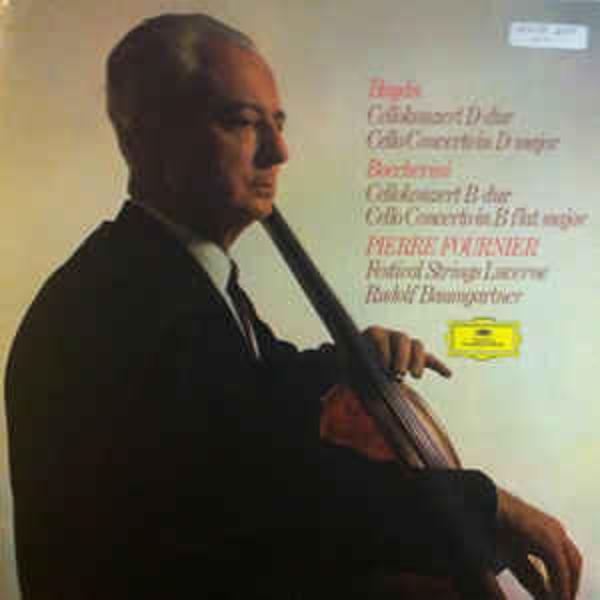 Haydn
Cellokonzert D-dur
Cello Concerto in D major
Boccherini
Cellokonzert B-dur
Cello Concerto in B flat major
PIERRE FOURNIER
Festival Strings Lucerne
Rudolf Baumgartner